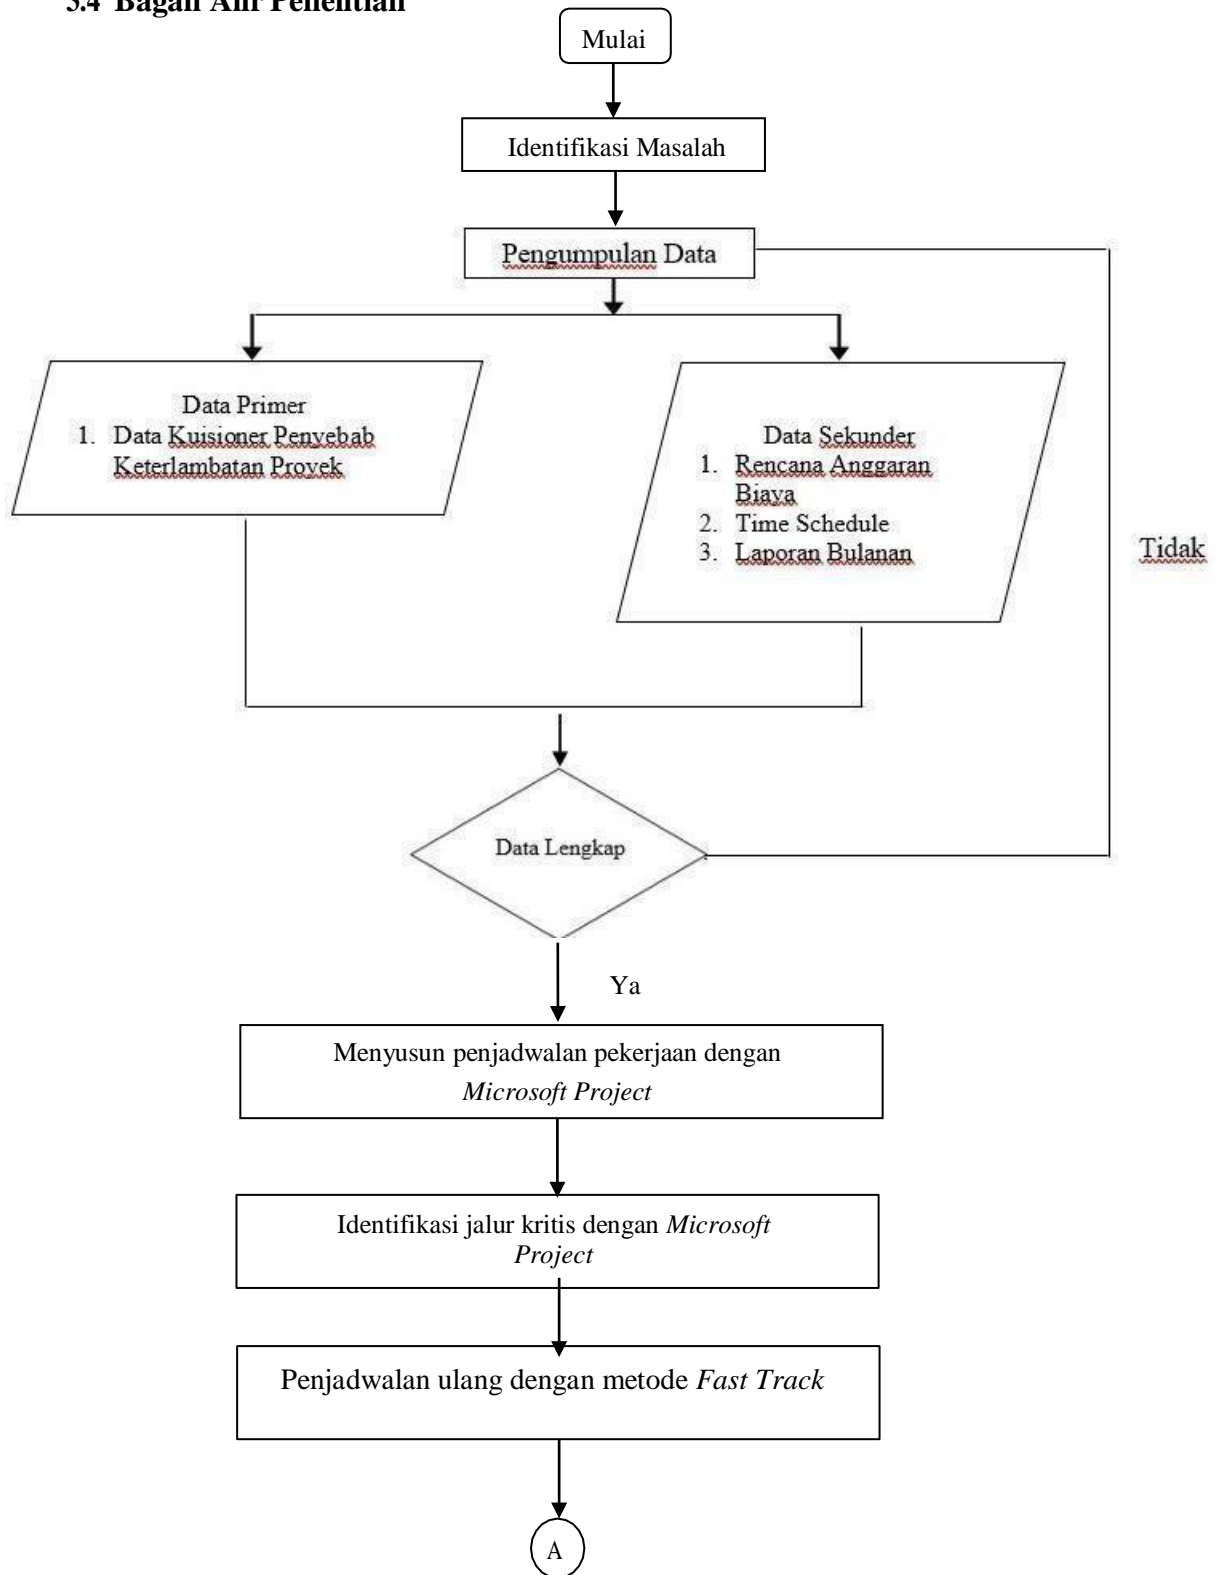 3.4 Bagan Alir Penelitian
Mulai
Identifikasi Masalah
Pengumpulan Data
Data Primer
1. Data Kuisioner Penyebab
Keterlambatan Proyek
Data Sekunder
1. Rencana Anggaran
Biaya
2. Time Schedule
3. Laporan Bulanan
Tidak
Data Lengkap
Ya
Menyusun penjadwalan pekerjaan dengan
Microsoft Project
Identifikasi jalur kritis dengan Microsoft
Project
Penjadwalan ulang dengan metode Fast Track
A